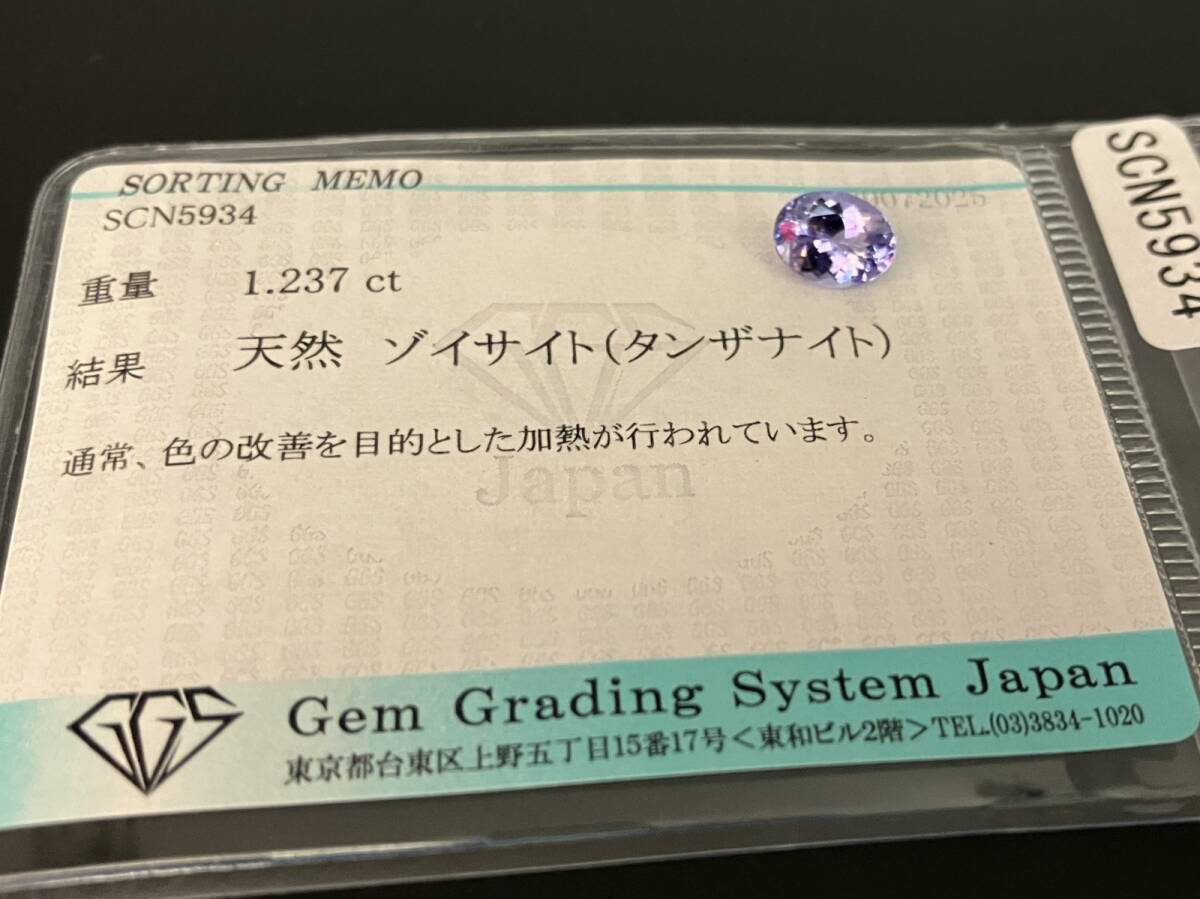 SORTING MEMO
SCN5934
重量 1.237 ct
結果 天然 ゾイサイト(タンザナイト)
通常、色の改善を目的とした加熱が行われています。
Japan
GGS Gem Grading System Japan
東京都台東区上野五丁目15番17号<東和ビル2階>TEL.(03)3834-1020
SCN5934